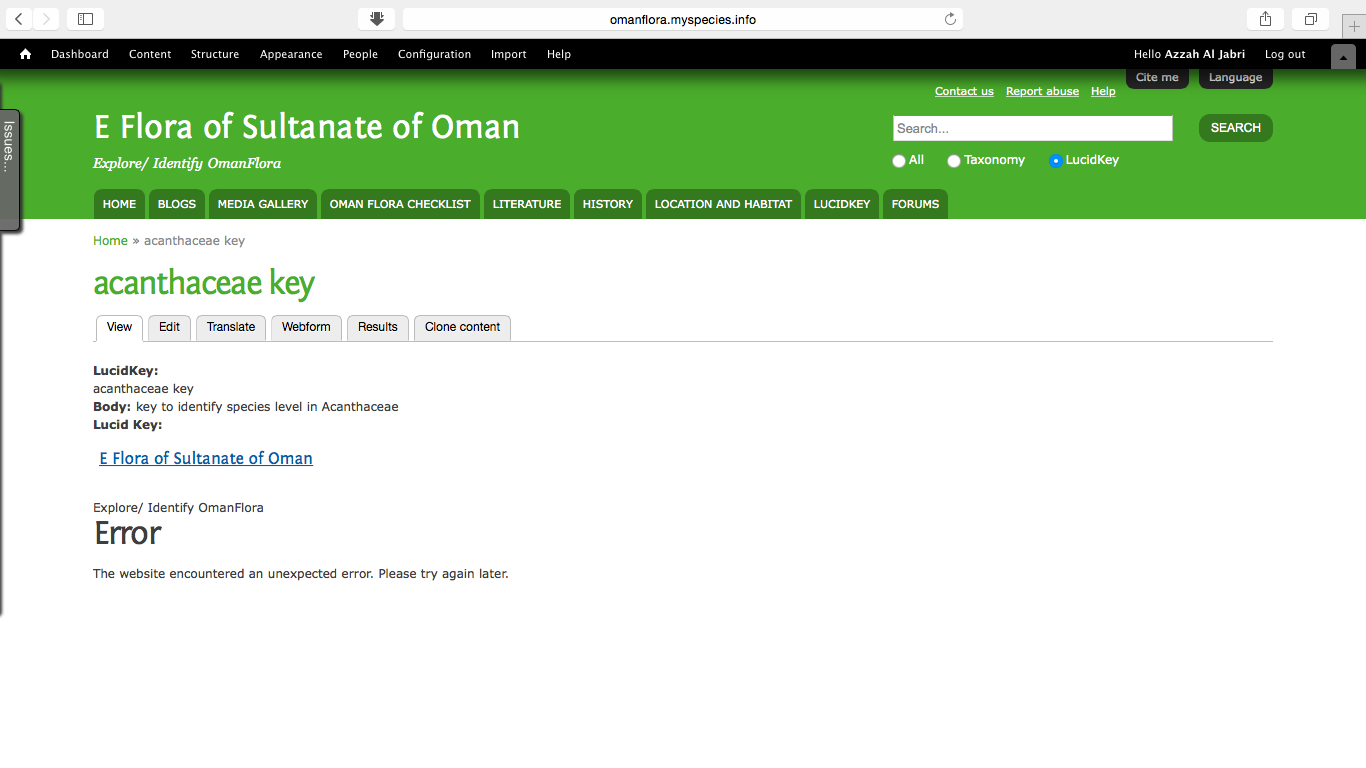 omanflora.myspecies.info
Dashboard Content Structure Appearance People Configuration Import Help Hello Azzah Al Jabri Log out
Cite me Language
Contact us Report abuse Help
Issues...
E Flora of Sultanate of Oman
Search... SEARCH
Explore/ Identify OmanFlora
All Taxonomy LucidKey
HOME BLOGS MEDIA GALLERY OMAN FLORA CHECKLIST LITERATURE HISTORY LOCATION AND HABITAT LUCIDKEY FORUMS
Home » acanthaceae key
acanthaceae key
View Edit Translate Webform Results Clone content
LucidKey:
acanthaceae key
Body: key to identify species level in Acanthaceae
Lucid Key:
E Flora of Sultanate of Oman
Explore/ Identify OmanFlora
Error
The website encountered an unexpected error. Please try again later.